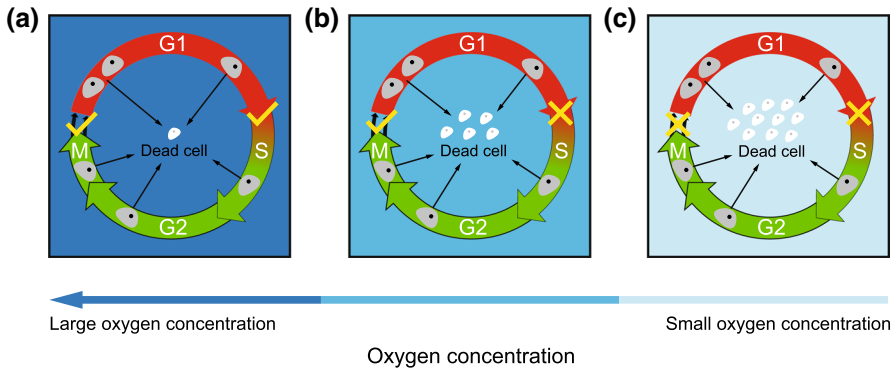 (a)
G1
S
G2
M
Dead cell
(b)
G1
S
G2
M
Dead cell
(c)
G1
S
G2
M
Dead cell
Large oxygen concentration
Small oxygen concentration
Oxygen concentration